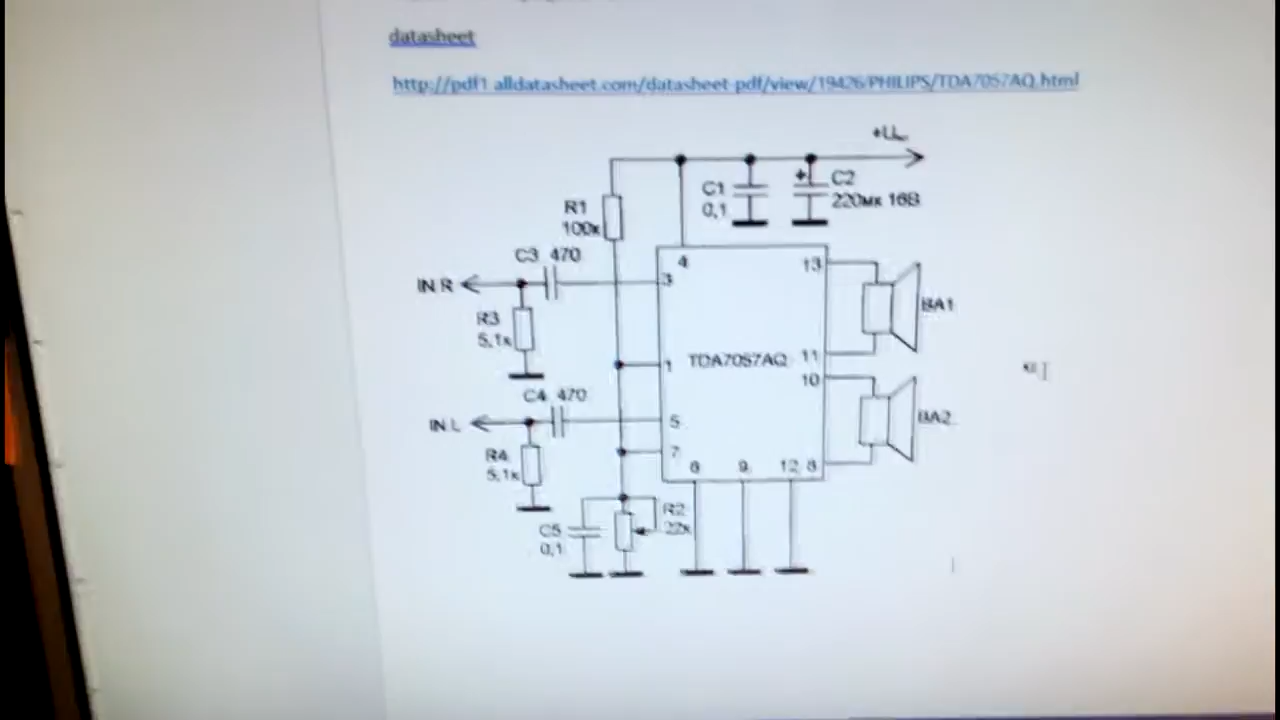 datasheet
http://pdf1.alldatasheet.com/datasheet-pdf/view/19426/PHILIPS/TDA7057AQ.html
C1
0,1
C2
220мк 16В
R1
100к
C3 470
4
13
IN R
3
BA1
R3
5,1к
1
TDA7057AQ
11
10
C4 470
IN L
5
BA2
R4
5,1к
7
6
9
12
8
R2
22к
C5
0,1